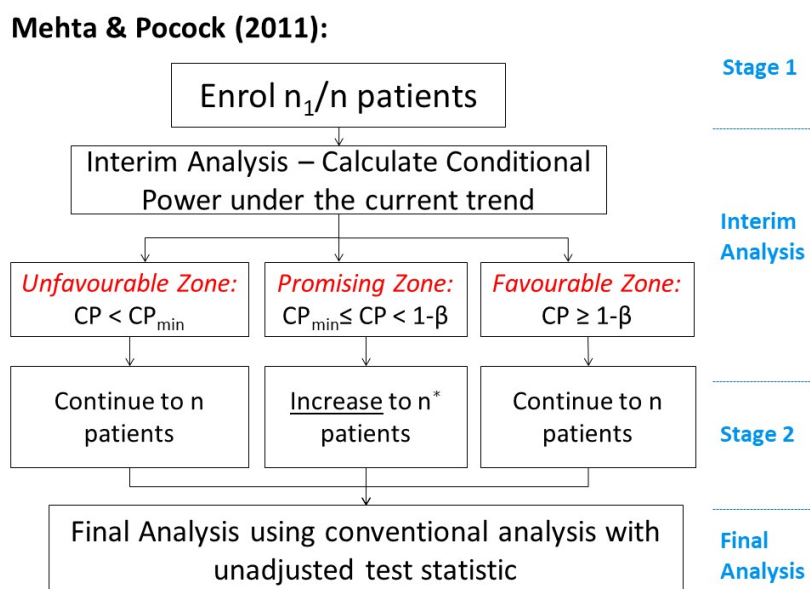 Mehta & Pocock (2011):
Stage 1
Enrol n₁/n patients
Interim Analysis – Calculate Conditional
Power under the current trend
Interim
Analysis
Unfavourable Zone:
CP < CPmin
Promising Zone:
CPmin≤ CP < 1-β
Favourable Zone:
CP ≥ 1-β
Continue to n
patients
Increase to n*
patients
Continue to n
patients
Stage 2
Final Analysis using conventional analysis with
unadjusted test statistic
Final
Analysis